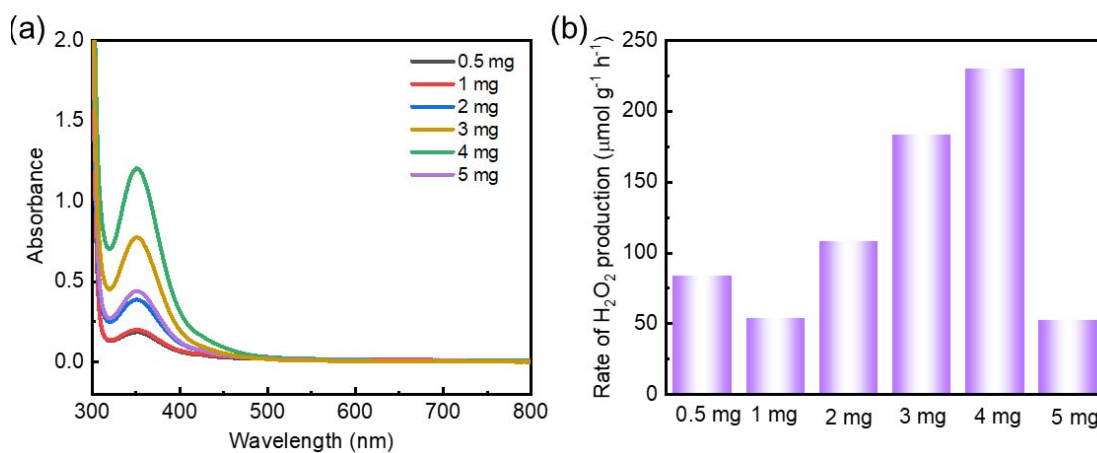 (a)
2.0
1.5
1.0
0.5
0.0
Absorbance
300 400 500 600 700 800
Wavelength (nm)
0.5 mg
1 mg
2 mg
3 mg
4 mg
5 mg
(b)
250
200
150
100
50
0
Rate of H₂O₂ production (μmol g⁻¹ h⁻¹)
0.5 mg 1 mg 2 mg 3 mg 4 mg 5 mg